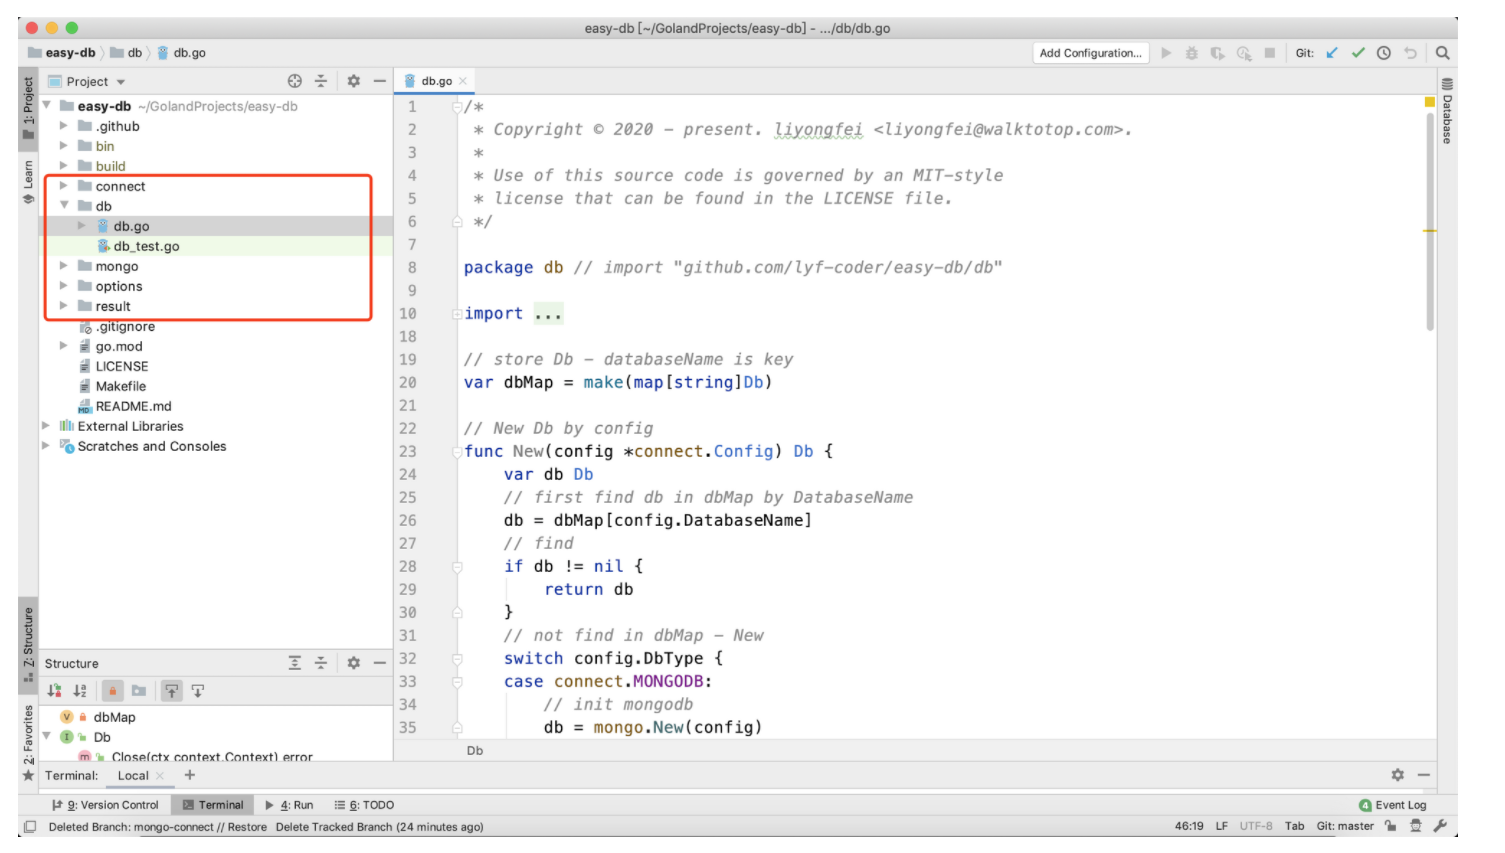 easy-db [~/GolandProjects/easy-db] - .../db/db.go
easy-db db db.go
Add Configuration... Git:
1: Project
Learn
Z: Structure
2: Favorites
Database
Project
easy-db ~/GolandProjects/easy-db
.github
bin
build
connect
db
db.go
db_test.go
mongo
options
result
.gitignore
go.mod
LICENSE
Makefile
README.md
External Libraries
Scratches and Consoles
Structure
dbMap
Db
Close(ctx context.Context) error
db.go
1 /*
2 * Copyright © 2020 - present. liyongfei <liyongfei@walktotop.com>.
3 *
4 * Use of this source code is governed by an MIT-style
5 * license that can be found in the LICENSE file.
6 */
7
8 package db // import "github.com/lyf-coder/easy-db/db"
9
10 import ...
18
19 // store Db - databaseName is key
20 var dbMap = make(map[string]Db)
21
22 // New Db by config
23 func New(config *connect.Config) Db {
24 var db Db
25 // first find db in dbMap by DatabaseName
26 db = dbMap[config.DatabaseName]
27 // find
28 if db != nil {
29 return db
30 }
31 // not find in dbMap - New
32 switch config.DbType {
33 case connect.MONGODB:
34 // init mongodb
35 db = mongo.New(config)
Db
Terminal: Local +
9: Version Control Terminal 4: Run 6: TODO
4 Event Log
Deleted Branch: mongo-connect // Restore Delete Tracked Branch (24 minutes ago)
46:19 LF UTF-8 Tab Git: master